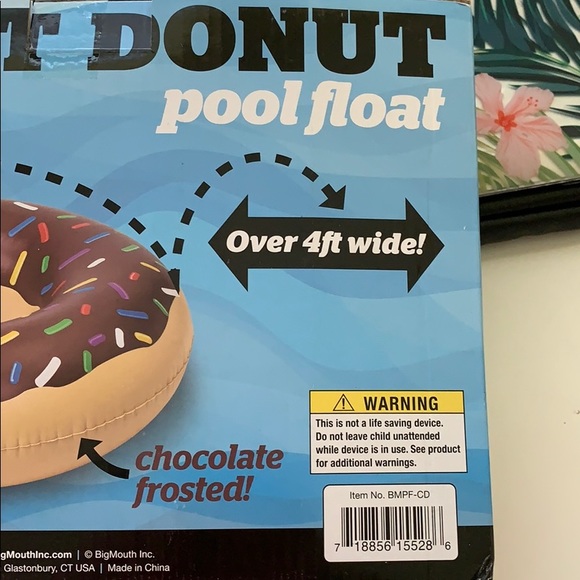 T DONUT
pool float
Over 4ft wide!
WARNING
This is not a life saving device.
Do not leave child unattended
while device is in use. See product
for additional warnings.
chocolate
frosted!
Item No. BMPF-CD
7 18856 15528 6
gMouthInc.com | © BigMouth Inc.
Glastonbury, CT USA | Made in China